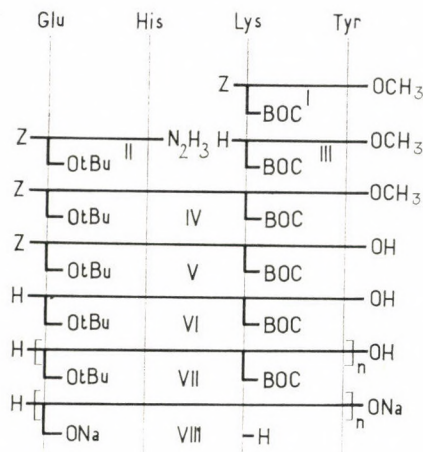 Glu His Lys Tyr
Z I OCH3
BOC
Z II N2H3 H III OCH3
OtBu BOC
Z OCH3
OtBu IV BOC
Z OH
OtBu V BOC
H OH
OtBu VI BOC
H [ ]n OH
OtBu VII BOC
H [ ]n ONa
ONa VIII H